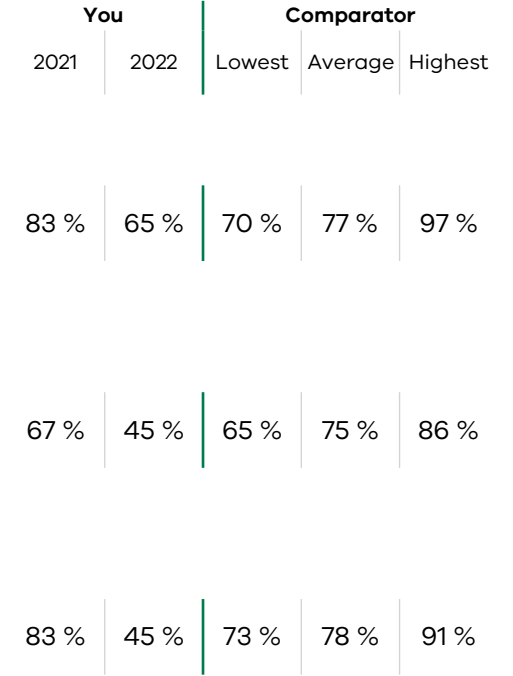 You Comparator
2021 2022 Lowest Average Highest
83 % 65 % 70 % 77 % 97 %
67 % 45 % 65 % 75 % 86 %
83 % 45 % 73 % 78 % 91 %